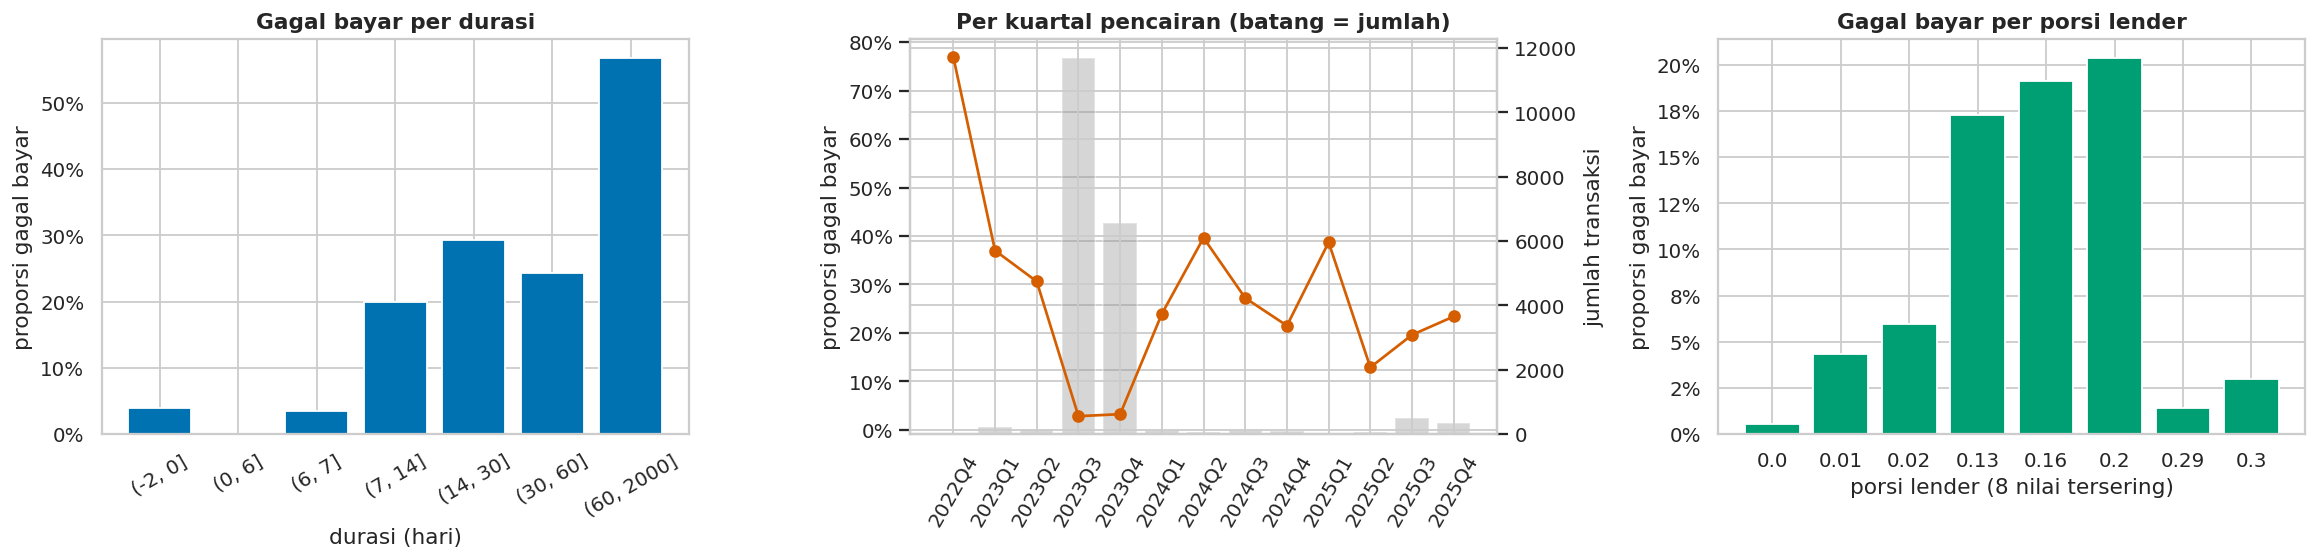 Gagal bayar per durasi
proporsi gagal bayar
50%
40%
30%
20%
10%
0%
(-2, 0]
(0, 6]
(6, 7]
(7, 14]
(14, 30]
(30, 60]
(60, 2000]
durasi (hari)
Per kuartal pencairan (batang = jumlah)
proporsi gagal bayar
80%
70%
60%
50%
40%
30%
20%
10%
0%
12000
10000
8000
6000
4000
2000
0
jumlah transaksi
2022Q4
2023Q1
2023Q2
2023Q3
2023Q4
2024Q1
2024Q2
2024Q3
2024Q4
2025Q1
2025Q2
2025Q3
2025Q4
Gagal bayar per porsi lender
proporsi gagal bayar
20%
18%
15%
12%
10%
8%
5%
2%
0%
0.0
0.01
0.02
0.13
0.16
0.2
0.29
0.3
porsi lender (8 nilai tersering)